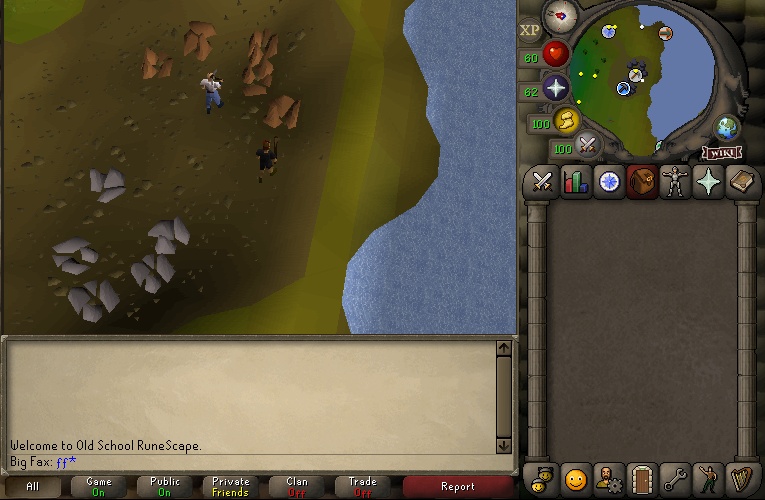 XP
60
62
100
100
WIKI
Welcome to Old School RuneScape.
Big Fax: ff*
All
Game
On
Public
On
Private
Friends
Clan
Off
Trade
Off
Report